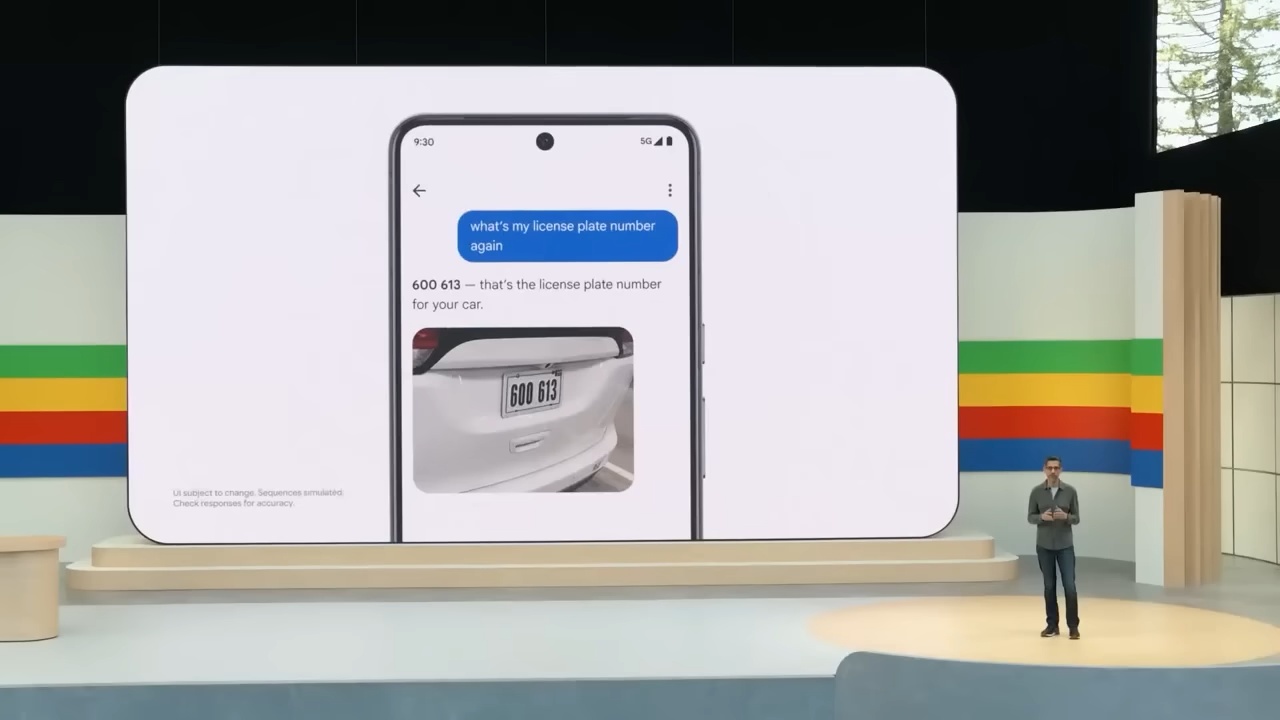 9:30
5G
what's my license plate number
again
600 613 — that's the license plate number
for your car.
600 613
UI subject to change. Sequences simulated.
Check responses for accuracy.